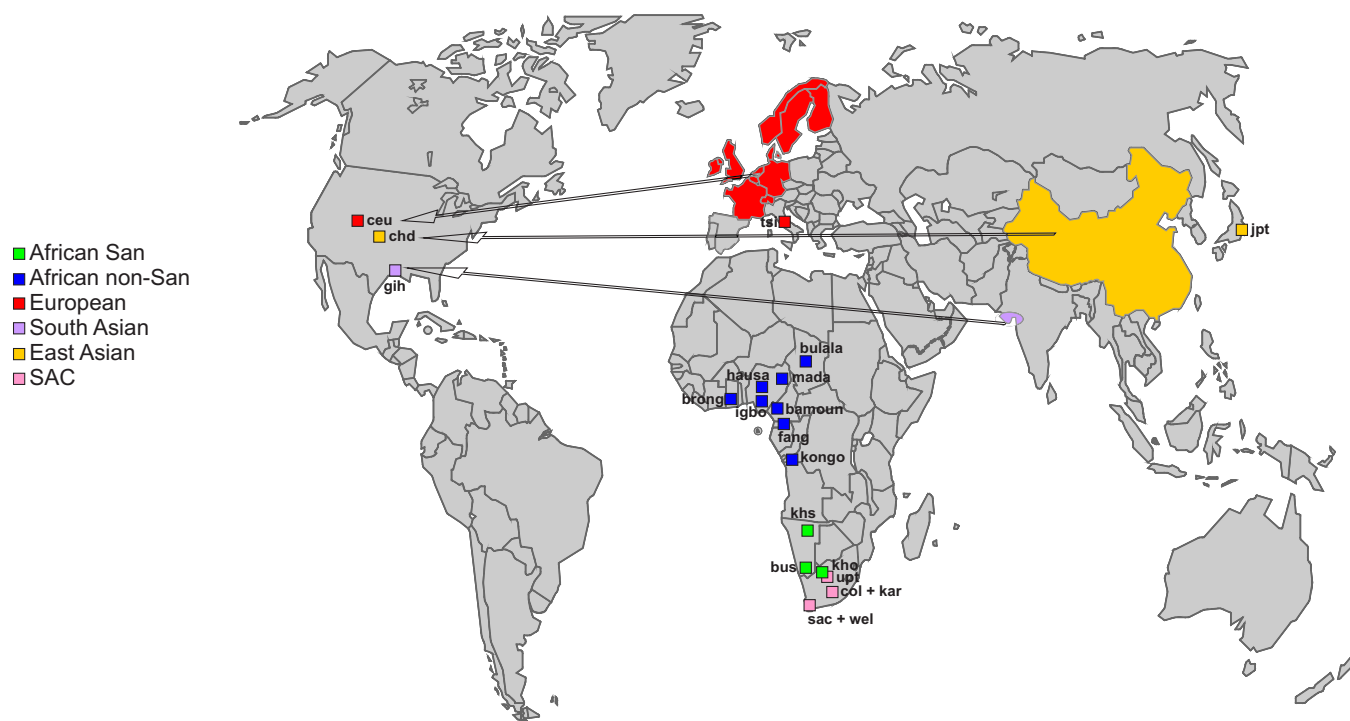 African San
African non-San
European
South Asian
East Asian
SAC
ceu
chd
gih
tsi
jpt
bulala
hausa
mada
brong
igbo
bamoun
fang
kongo
khs
bus
kho
upt
col + kar
sac + wel